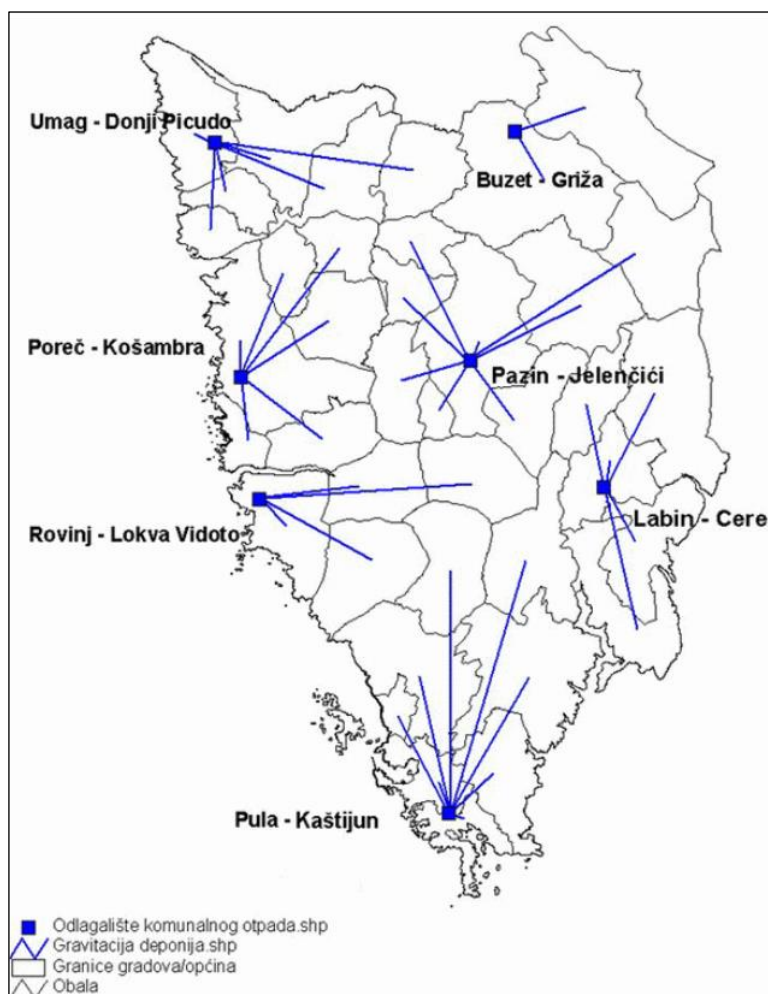 Umag - Donji Picudo
Buzet - Griža
Poreč - Košambra
Pazin - Jelenčići
Rovinj - Lokva Vidoto
Labin - Cere
Pula - Kaštijun
Odlagalište komunalnog otpada.shp
Gravitacija deponija.shp
Granice gradova/općina
Obala